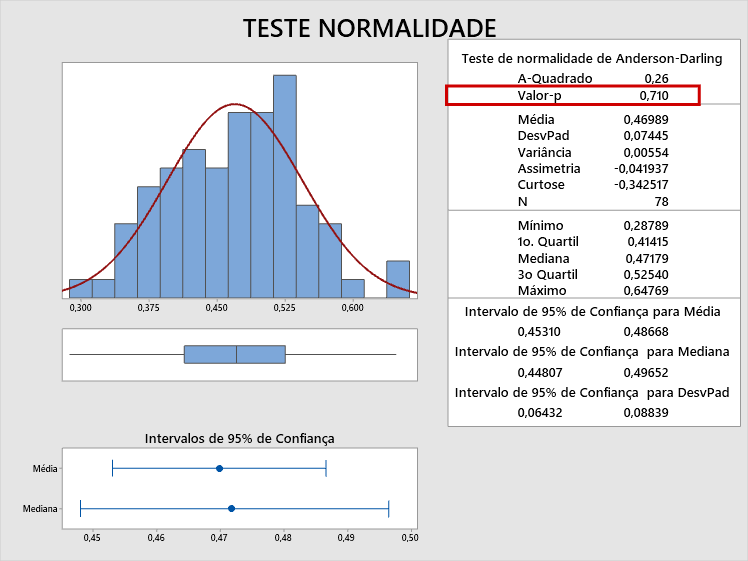 TESTE NORMALIDADE
0,300 0,375 0,450 0,525 0,600
Intervalos de 95% de Confiança
Média
Mediana
0,45 0,46 0,47 0,48 0,49 0,50
Teste de normalidade de Anderson-Darling
A-Quadrado 0,26
Valor-p 0,710
Média 0,46989
DesvPad 0,07445
Variância 0,00554
Assimetria -0,041937
Curtose -0,342517
N 78
Mínimo 0,28789
1o. Quartil 0,41415
Mediana 0,47179
3o Quartil 0,52540
Máximo 0,64769
Intervalo de 95% de Confiança para Média
0,45310 0,48668
Intervalo de 95% de Confiança para Mediana
0,44807 0,49652
Intervalo de 95% de Confiança para DesvPad
0,06432 0,08839